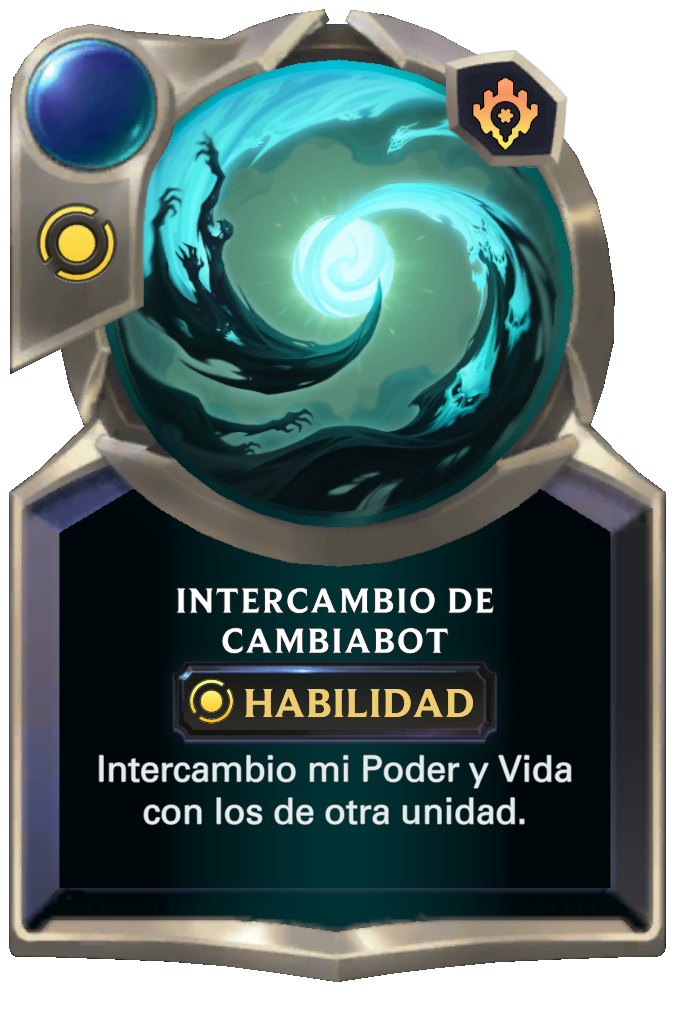 INTERCAMBIO DE
CAMBIABOT
HABILIDAD
Intercambio mi Poder y Vida
con los de otra unidad.